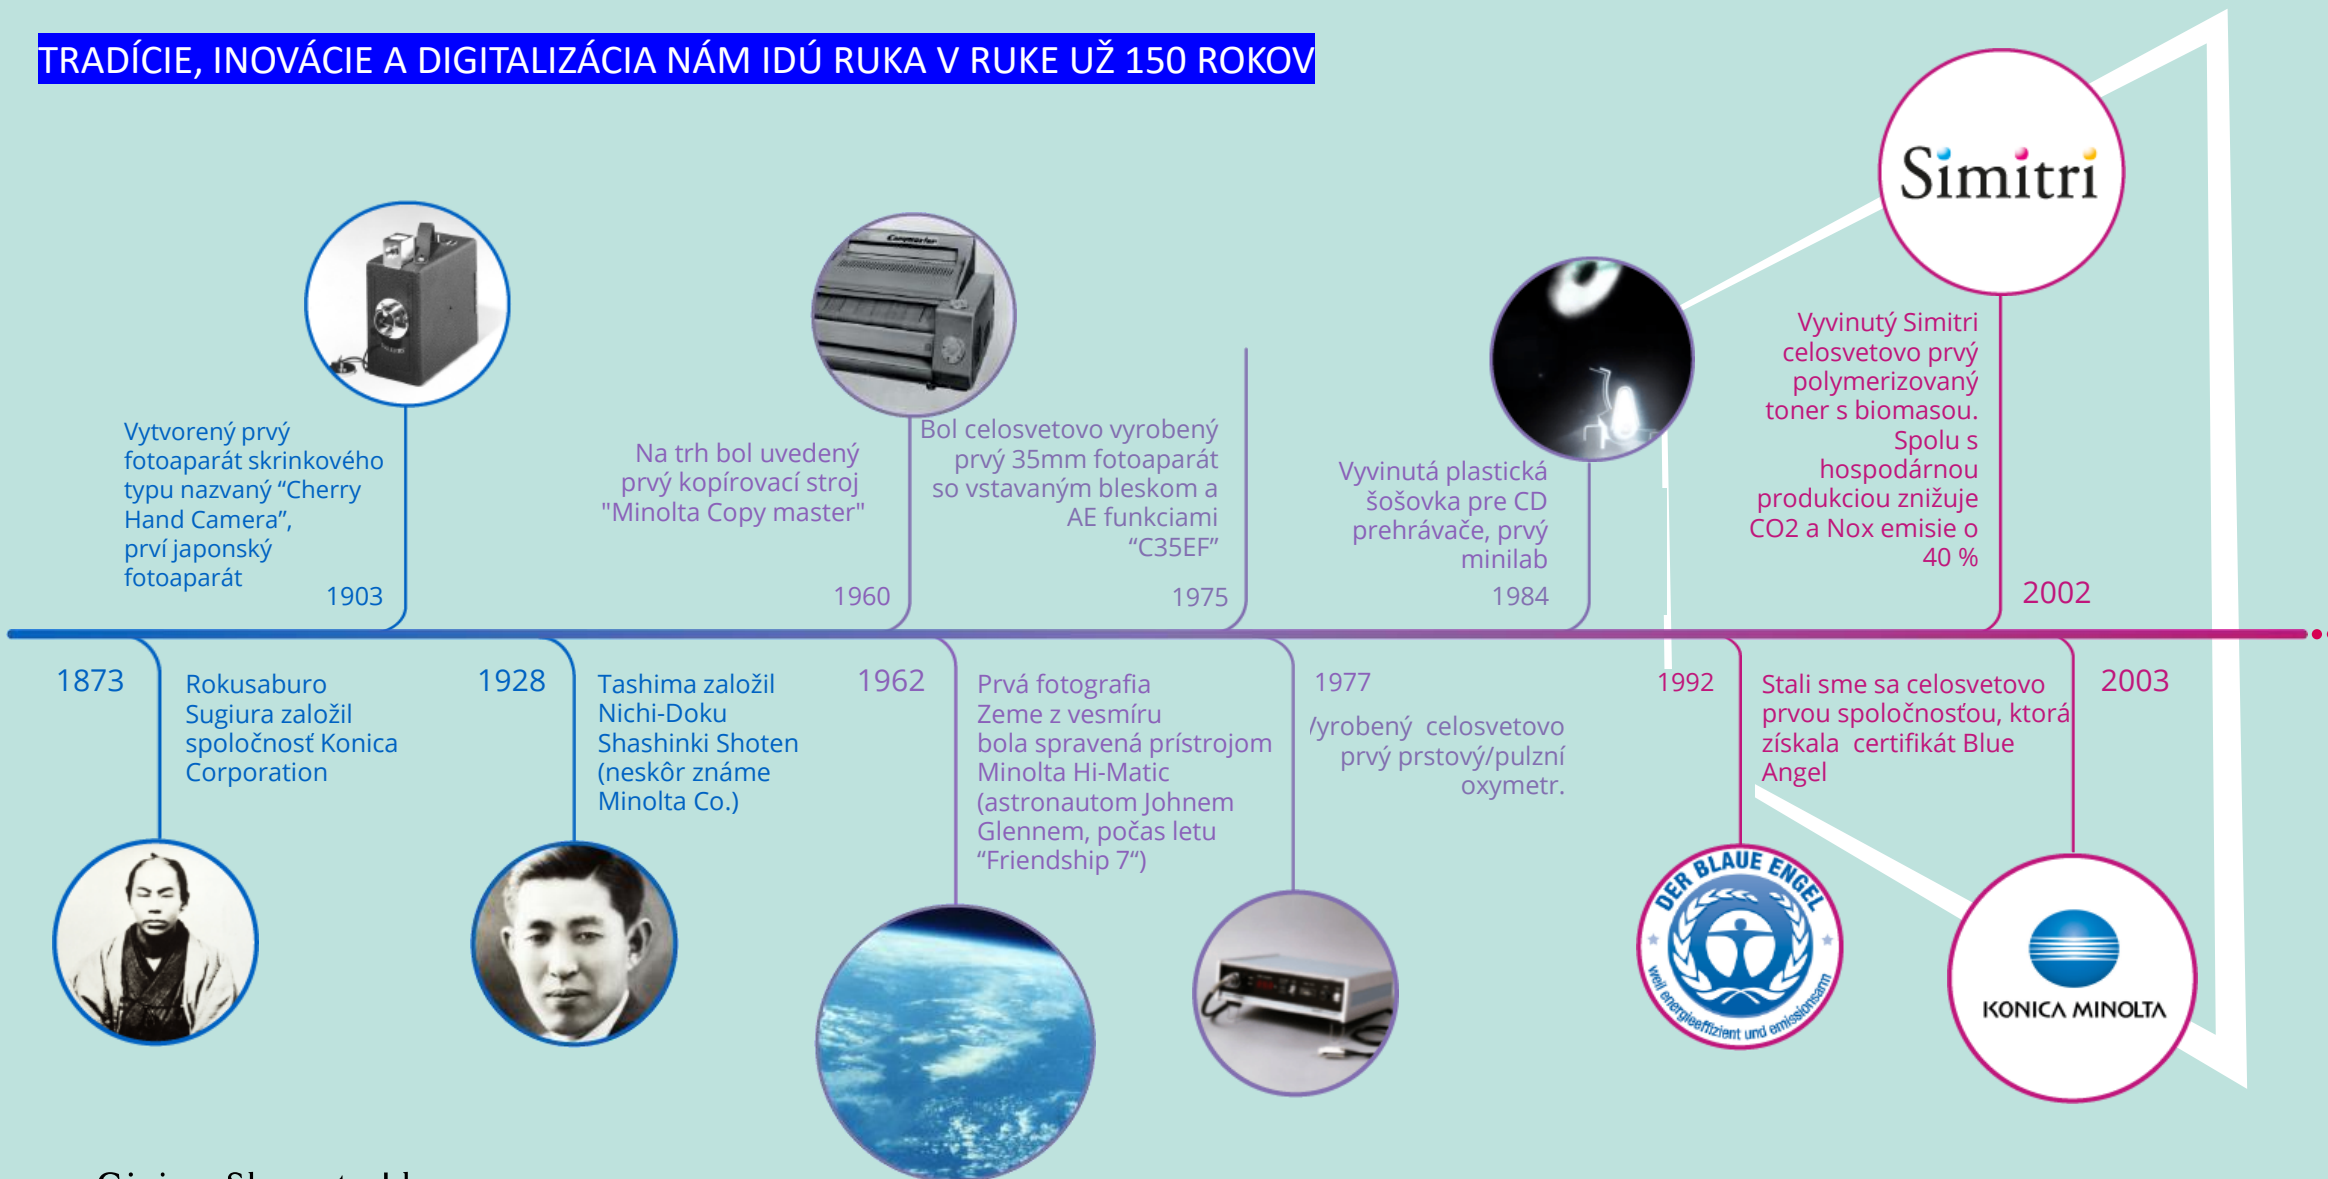 TRADÍCIE, INOVÁCIE A DIGITALIZÁCIA NÁM IDÚ RUKA V RUKE UŽ 150 ROKOV
Vytvorený prvý
fotoaparát skrinkového
typu nazvaný “Cherry
Hand Camera”,
prví japonský
fotoaparát
1903
Na trh bol uvedený
prvý kopírovací stroj
"Minolta Copy master"
1960
Bol celosvetovo vyrobený
prvý 35mm fotoaparát
so vstavaným bleskom a
AE funkciami
“C35EF”
1975
Vyvinutá plastická
šošovka pre CD
prehrávače, prvý
minilab
1984
Simitri
Vyvinutý Simitri
celosvetovo prvý
polymerizovaný
toner s biomasou.
Spolu s
hospodárnou
produkciou znižuje
CO2 a Nox emisie o
40 %
2002
1873
Rokusaburo
Sugiura založil
spoločnosť Konica
Corporation
1928
Tashima založil
Nichi-Doku
Shashinki Shoten
(neskôr známe
Minolta Co.)
1962
Prvá fotografia
Zeme z vesmíru
bola spravená prístrojom
Minolta Hi-Matic
(astronautom Johnem
Glennem, počas letu
“Friendship 7“)
1977
celosvetovo
prvý prstový/pulzní
oxymetr.
1992
Stali sme sa celosvetovo
prvou spoločnosťou, ktorá
získala certifikát Blue
Angel
DER BLAUE ENGEL
weil energieeffizient und emissionsarm
2003
KONICA MINOLTA